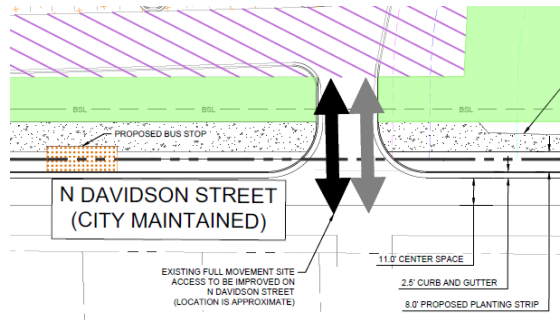 BSL
BSL
BSL
PROPOSED BUS STOP
N DAVIDSON STREET
(CITY MAINTAINED)
EXISTING FULL MOVEMENT SITE
ACCESS TO BE IMPROVED ON
N DAVIDSON STREET
(LOCATION IS APPROXIMATE)
11.0' CENTER SPACE
2.5' CURB AND GUTTER
8.0' PROPOSED PLANTING STRIP